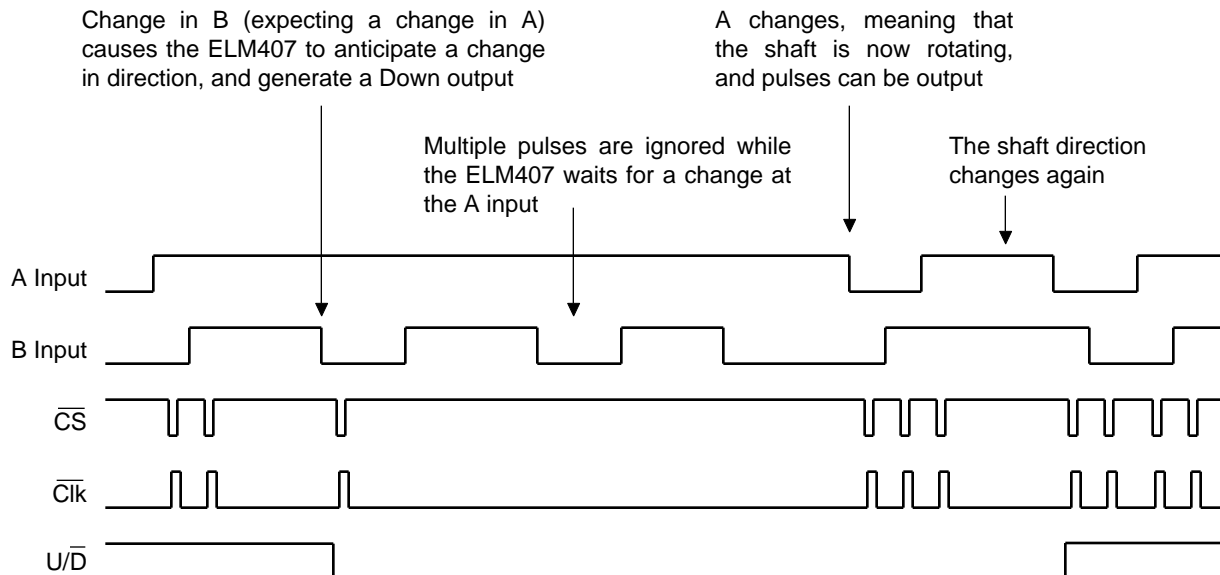 Change in B (expecting a change in A)
causes the ELM407 to anticipate a change
in direction, and generate a Down output
A changes, meaning that
the shaft is now rotating,
and pulses can be output
Multiple pulses are ignored while
the ELM407 waits for a change at
the A input
The shaft direction
changes again
A Input
B Input
C̅S̅
C̅l̅k̅
U/D̅